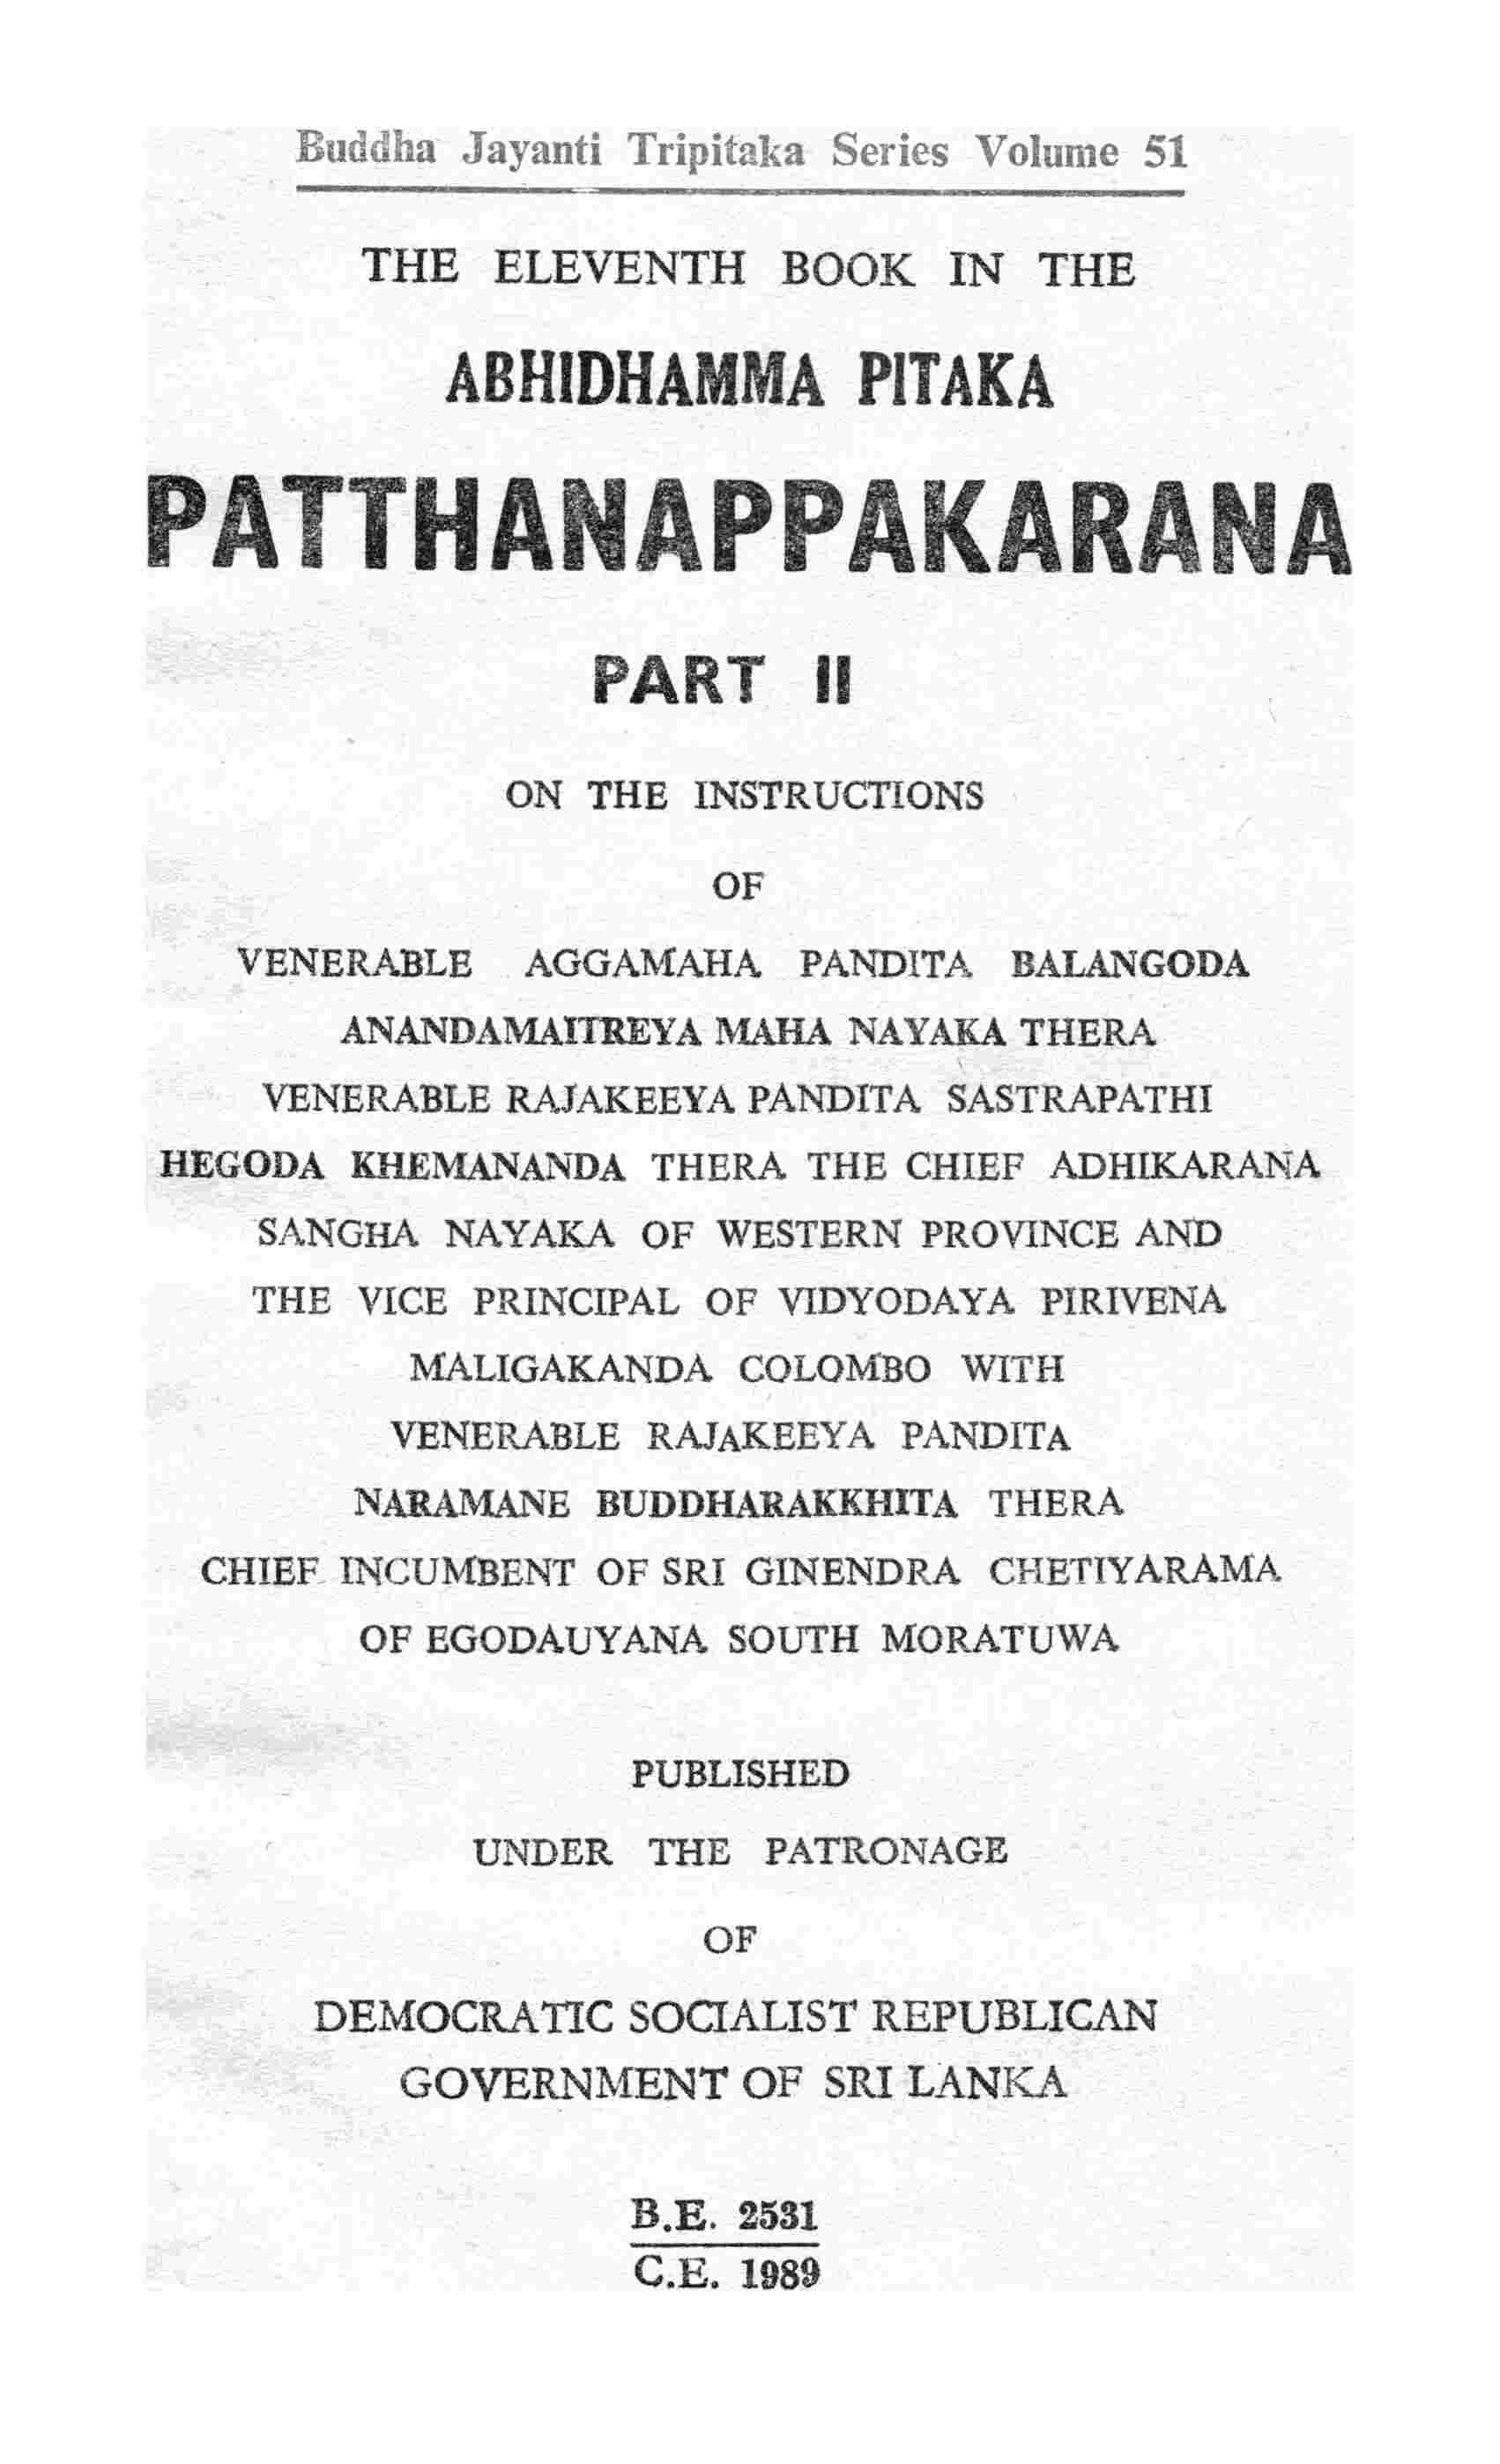 Buddha Jayanti Tripitaka Series Volume 51
THE ELEVENTH BOOK IN THE
ABHIDHAMMA PITAKA
PATTHANAPPAKARANA
PART II
ON THE INSTRUCTIONS
OF
VENERABLE AGGAMAHA PANDITA BALANGODA
ANANDAMAITREYA MAHA NAYAKA THERA
VENERABLE RAJAKEEYA PANDITA SASTRAPATHI
HEGODA KHEMANANDA THERA THE CHIEF ADHIKARANA
SANGHA NAYAKA OF WESTERN PROVINCE AND
THE VICE PRINCIPAL OF VIDYODAYA PIRIVENA
MALIGAKANDA COLOMBO WITH
VENERABLE RAJAKEEYA PANDITA
NARAMANE BUDDHARAKKHITA THERA
CHIEF INCUMBENT OF SRI GINENDRA CHETIYARAMA
OF EGODAUYANA SOUTH MORATUWA
PUBLISHED
UNDER THE PATRONAGE
OF
DEMOCRATIC SOCIALIST REPUBLICAN
GOVERNMENT OF SRI LANKA
B.E. 2531
C.E. 1989